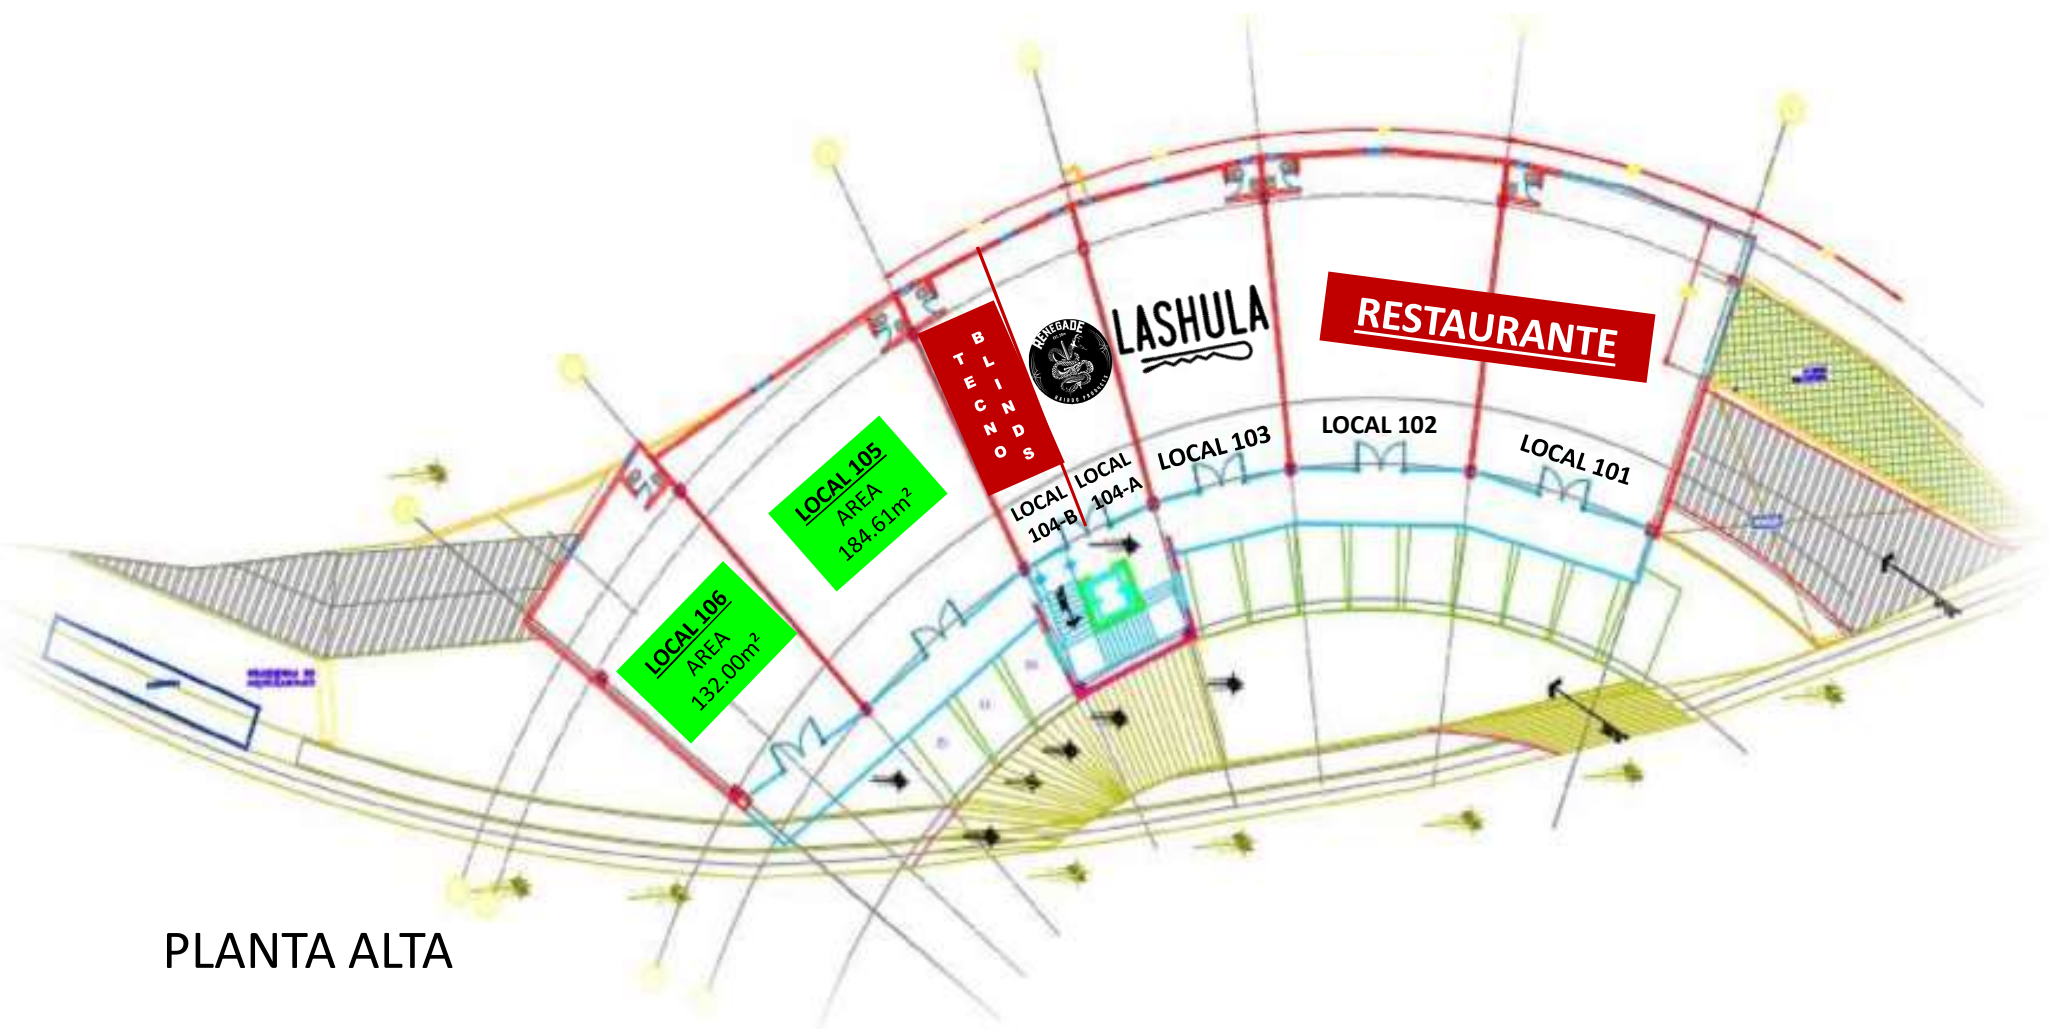 RENEGADE
LASHULA
RESTAURANTE
TECNO
BLINDS
LOCAL 105
AREA
184.61m²
LOCAL
104-B
LOCAL
104-A
LOCAL 103
LOCAL 102
LOCAL 101
LOCAL 106
AREA
132.00m²
PLANTA ALTA